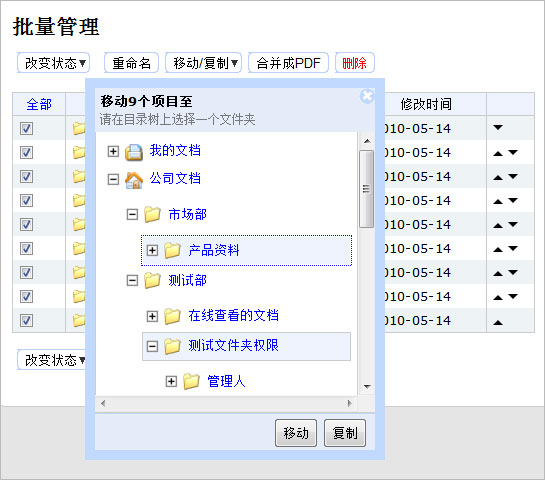 批量管理
改变状态 重命名 移动/复制 合并成PDF 删除
全部 修改时间
移动9个项目至
请在目录树上选择一个文件夹
我的文档
公司文档
市场部
产品资料
测试部
在线查看的文档
测试文件夹权限
管理人
010-05-14
010-05-14
010-05-14
010-05-14
010-05-14
010-05-14
010-05-14
010-05-14
010-05-14
改变状态
移动 复制